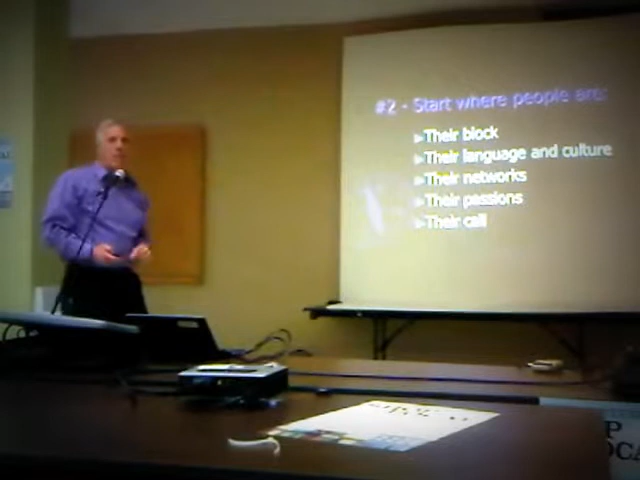 #2 - Start where people are:
➢Their block
➢Their language and culture
➢Their networks
➢Their passions
➢Their call